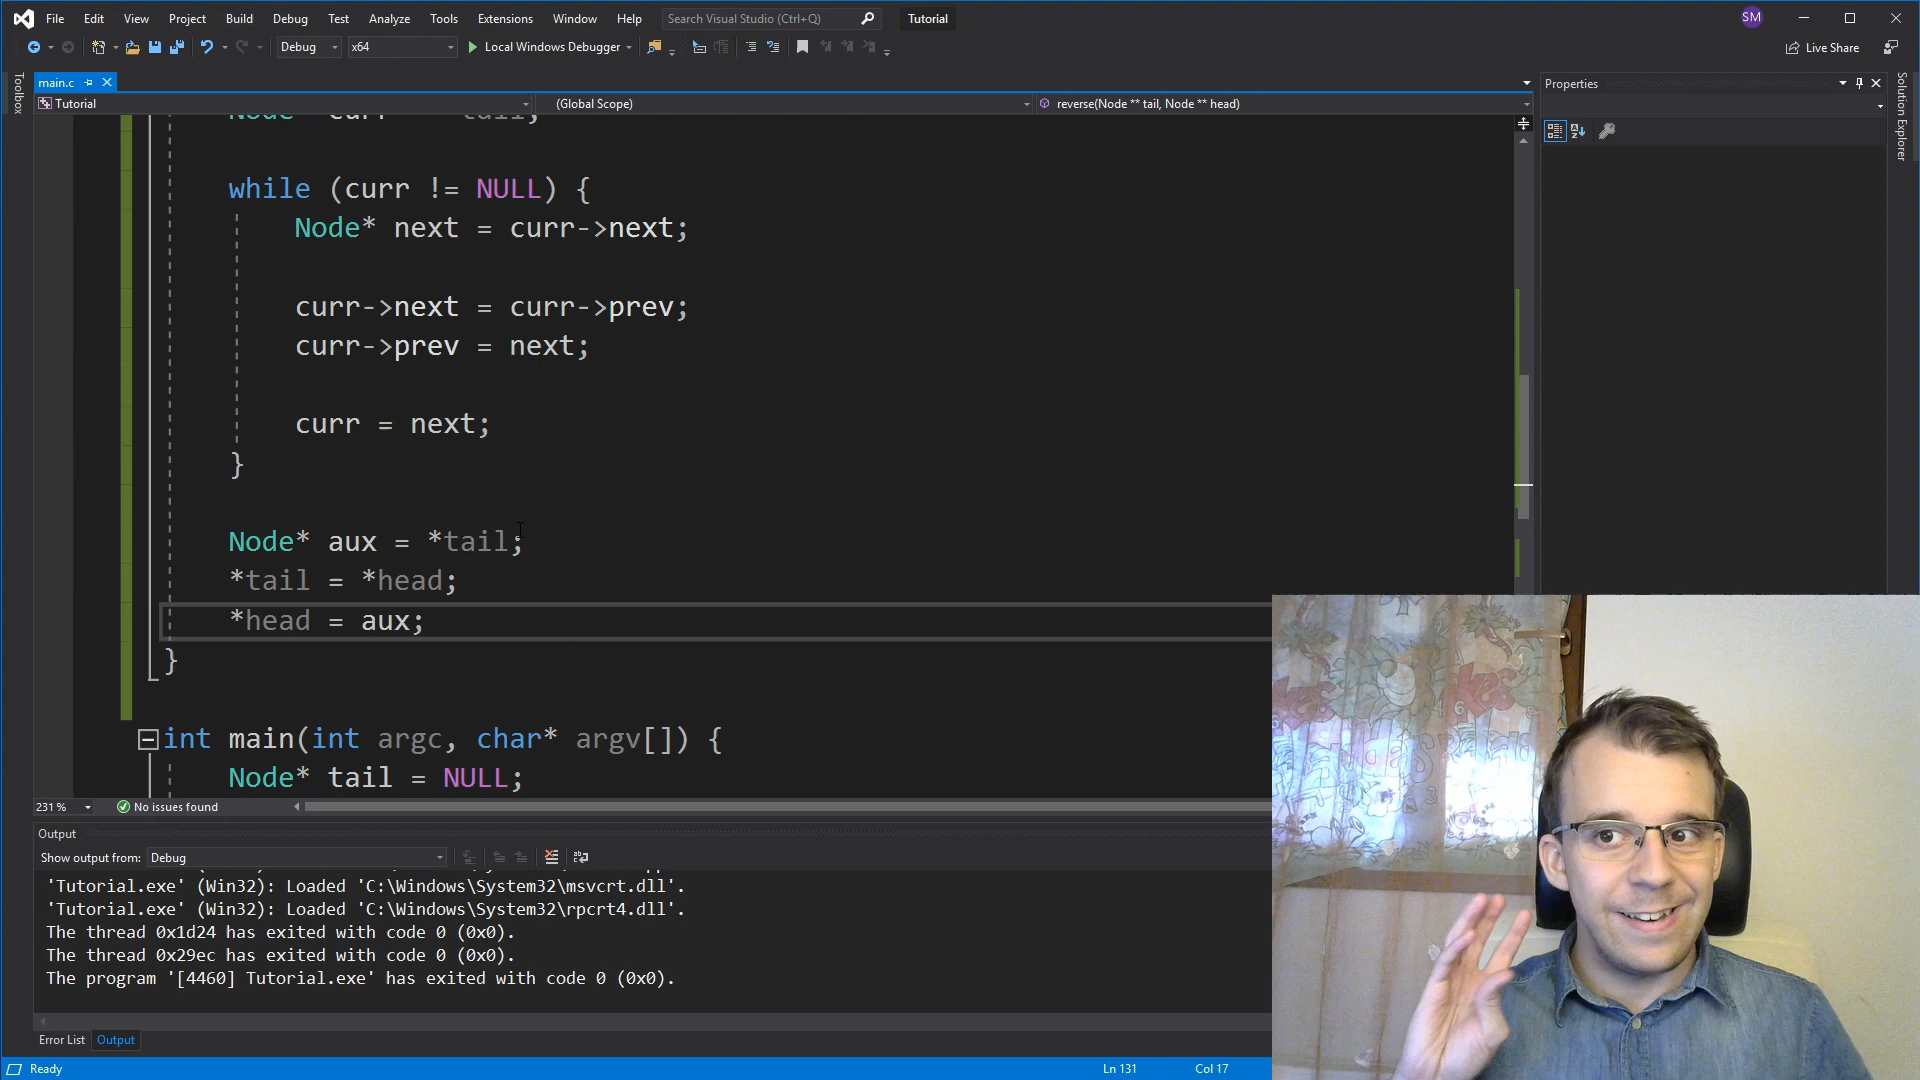 File Edit View Project Build Debug Test Analyze Tools Extensions Window Help Search Visual Studio (Ctrl+Q) Tutorial SM
Debug x64 Local Windows Debugger Live Share
Toolbox
main.c
Properties
Solution Explorer
Tutorial (Global Scope) reverse(Node ** tail, Node ** head)
while (curr != NULL) {
Node* next = curr->next;
curr->next = curr->prev;
curr->prev = next;
curr = next;
}
Node* aux = *tail;
*tail = *head;
*head = aux;
}
int main(int argc, char* argv[]) {
Node* tail = NULL;
231 % No issues found
Output
Show output from: Debug
'Tutorial.exe' (Win32): Loaded 'C:\Windows\System32\msvcrt.dll'.
'Tutorial.exe' (Win32): Loaded 'C:\Windows\System32\rpcrt4.dll'.
The thread 0x1d24 has exited with code 0 (0x0).
The thread 0x29ec has exited with code 0 (0x0).
The program '[4460] Tutorial.exe' has exited with code 0 (0x0).
Error List Output
Ready Ln 131 Col 17